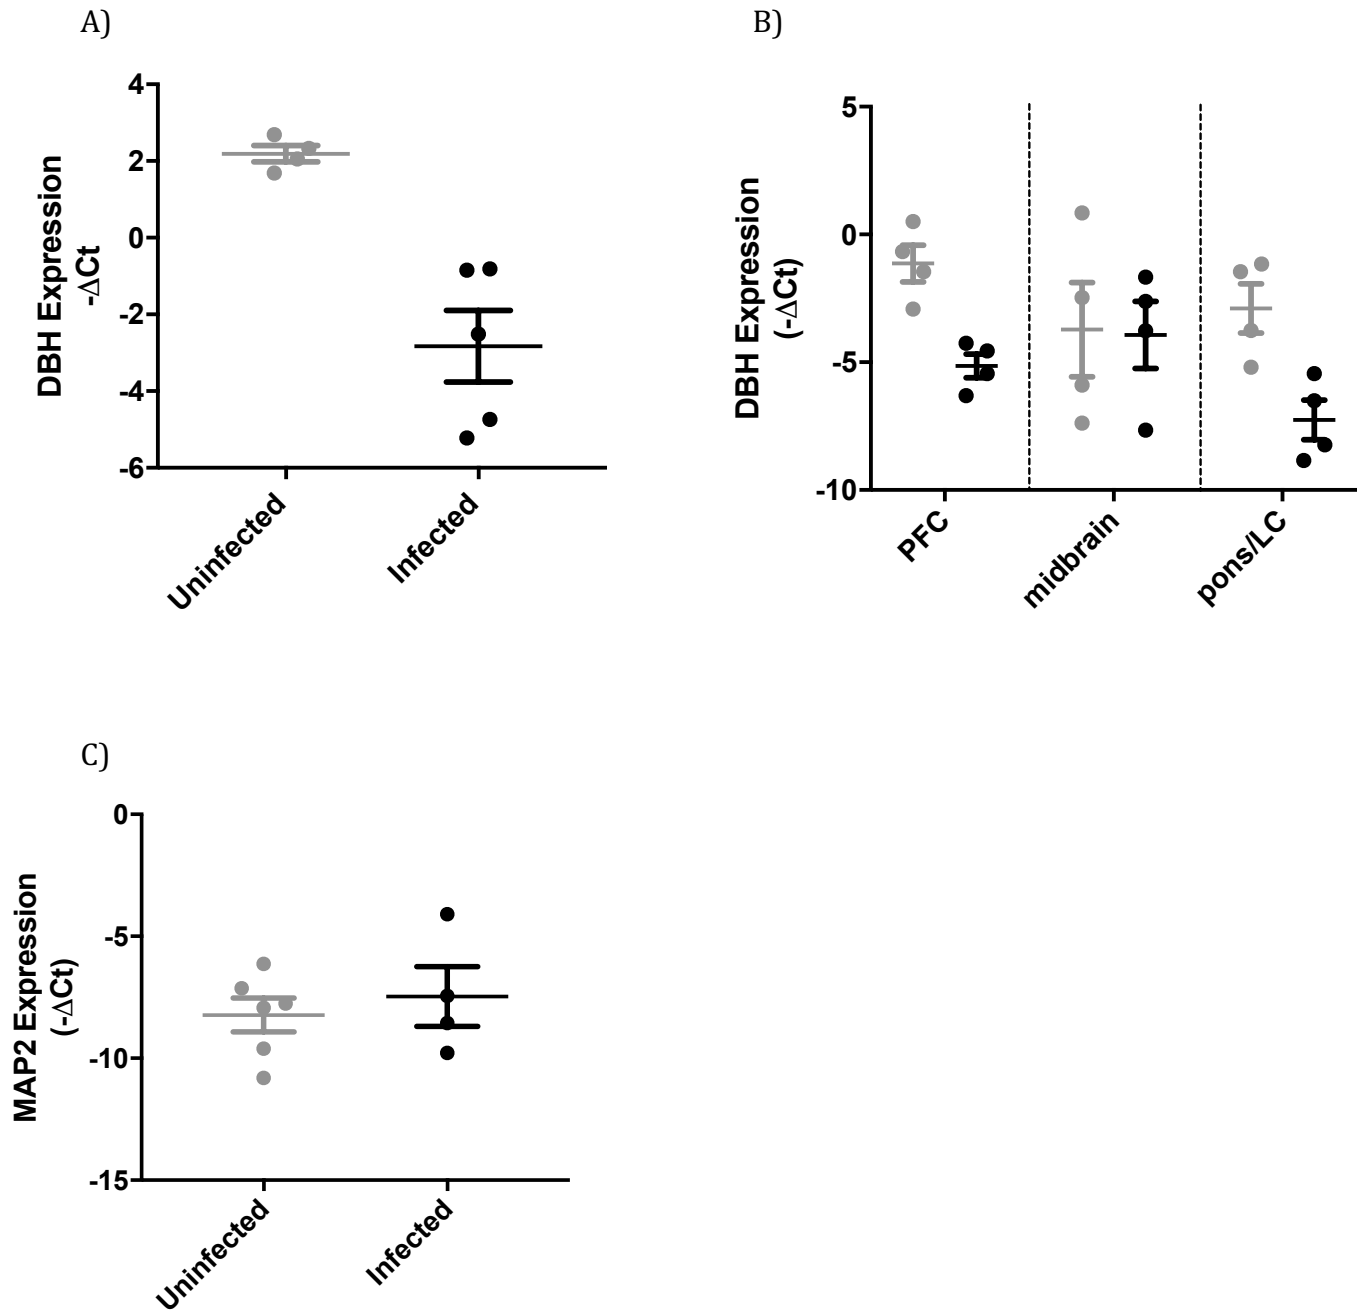 A)
DBH Expression
-ΔCt
4
2
0
-2
-4
-6
Uninfected
Infected
B)
DBH Expression
(-ΔCt)
5
0
-5
-10
PFC
midbrain
pons/LC
C)
MAP2 Expression
(-ΔCt)
0
-5
-10
-15
Uninfected
Infected